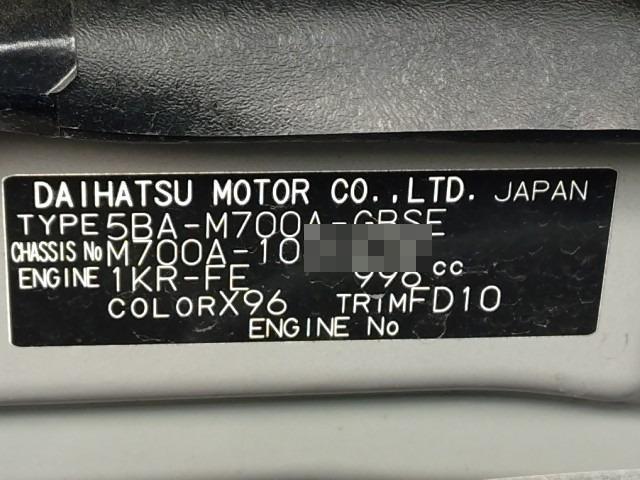 DAIHATSU MOTOR CO.,LTD. JAPAN
TYPE 5BA-M700A-GBSE
CHASSIS No M700A-10
ENGINE 1KR-FE 996 cc
COLOR X96 TRIM FD10
ENGINE No